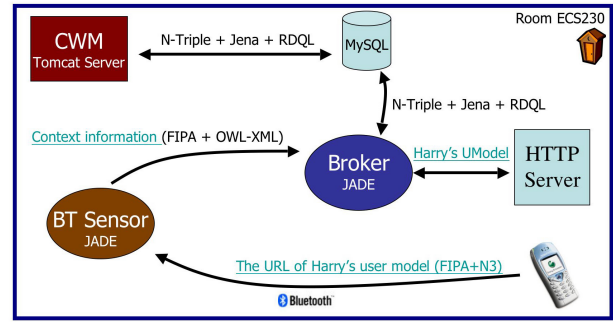 Room ECS230
CWM
Tomcat Server
N-Triple + Jena + RDQL
MySQL
N-Triple + Jena + RDQL
Context information (FIPA + OWL-XML)
Broker
JADE
Harry's UModel
HTTP
Server
BT Sensor
JADE
The URL of Harry's user model (FIPA+N3)
Bluetooth™